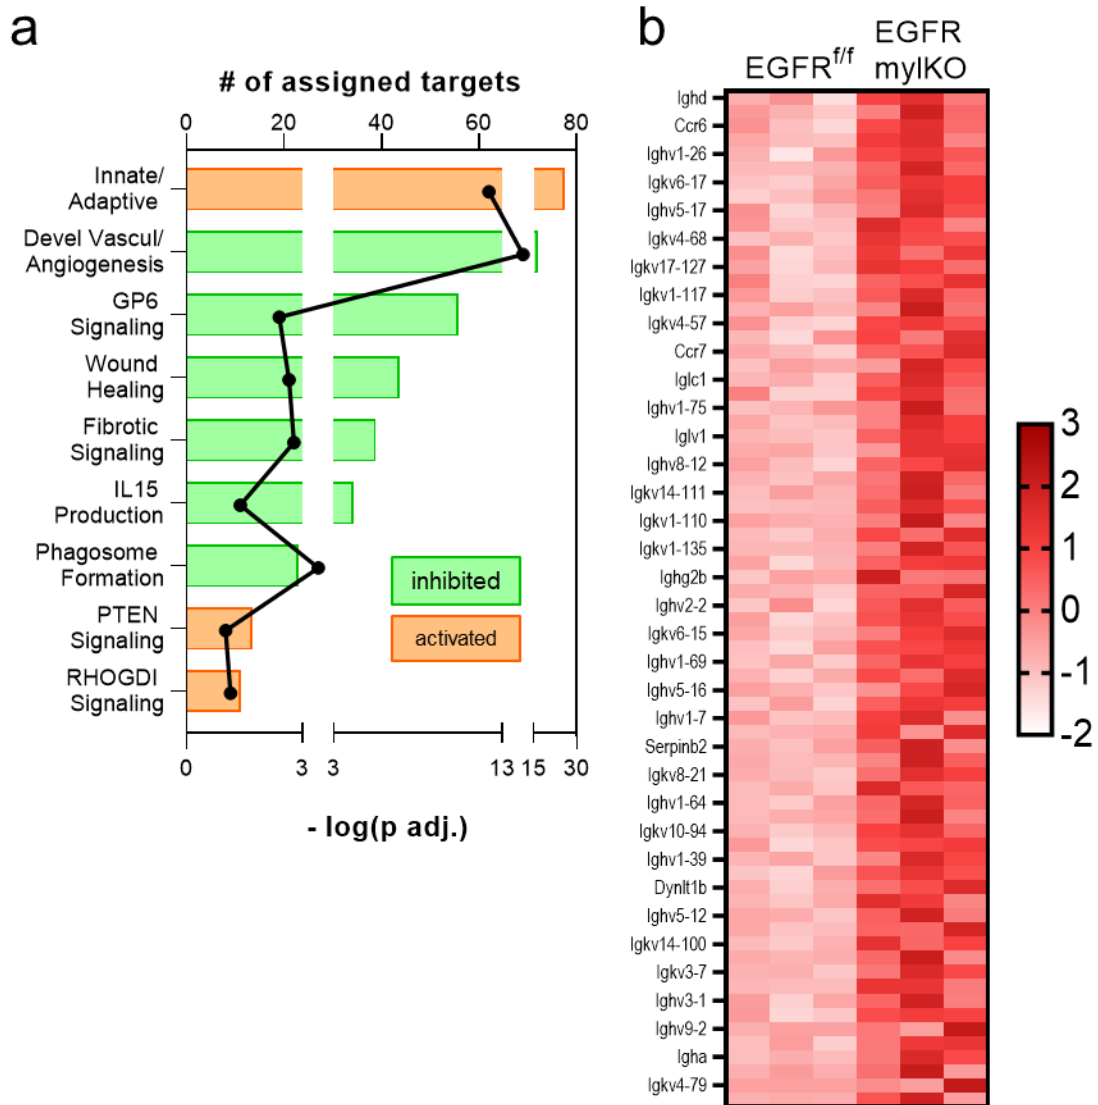 a
# of assigned targets
0 20 40 60 80
Innate/
Adaptive
Devel Vascul/
Angiogenesis
GP6
Signaling
Wound
Healing
Fibrotic
Signaling
IL15
Production
Phagosome
Formation
PTEN
Signaling
RHOGDI
Signaling
inhibited
activated
0 3 3 13 15 30
- log(p adj.)
b
EGFR^f/f
EGFR
mylKO
Ighd
Ccr6
Ighv1-26
Igkv6-17
Ighv5-17
Igkv4-68
Igkv17-127
Igkv1-117
Igkv4-57
Ccr7
Iglc1
Ighv1-75
Iglv1
Ighv8-12
Igkv14-111
Igkv1-110
Igkv1-135
Ighg2b
Ighv2-2
Igkv6-15
Ighv1-69
Ighv5-16
Ighv1-7
Serpinb2
Igkv8-21
Ighv1-64
Igkv10-94
Ighv1-39
Dynlt1b
Ighv5-12
Igkv14-100
Igkv3-7
Ighv3-1
Ighv9-2
Igha
Igkv4-79
3
2
1
0
-1
-2